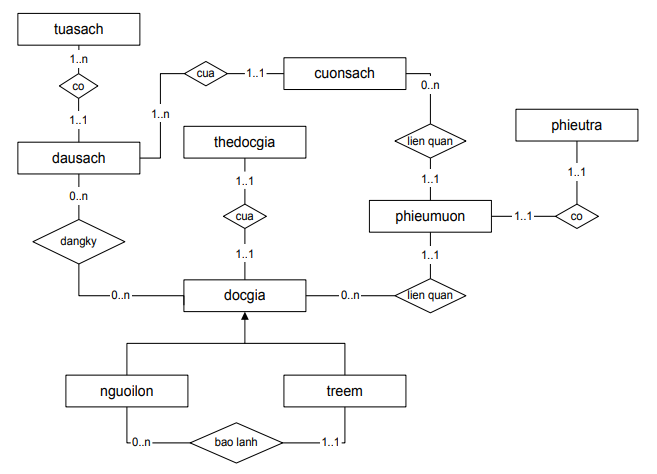 tuasach
1..n
co
1..1
dausach
1..n
cua
1..1
cuonsach
0..n
lien quan
1..1
thedocgia
1..1
cua
1..1
phieutra
1..1
co
1..1
phieumuon
1..1
lien quan
0..n
docgia
0..n
dangky
0..n
nguoilon
treem
0..n
bao lanh
1..1